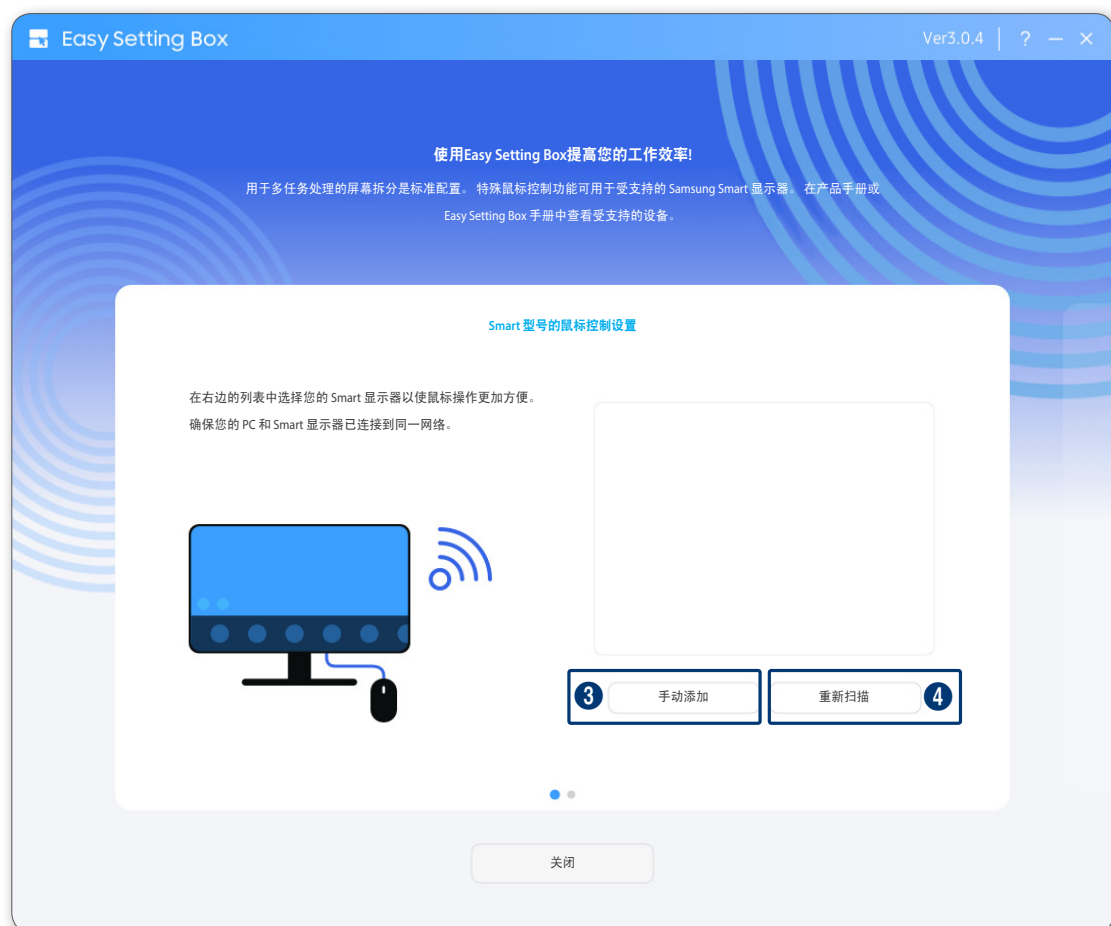 Easy Setting Box
Ver3.0.4 | ? — ×
使用Easy Setting Box提高您的工作效率!
用于多任务处理的屏幕拆分是标准配置。 特殊鼠标控制功能可用于受支持的 Samsung Smart 显示器。 在产品手册或
Easy Setting Box 手册中查看受支持的设备。
Smart 型号的鼠标控制设置
在右边的列表中选择您的 Smart 显示器以使鼠标操作更加方便。
确保您的 PC 和 Smart 显示器已连接到同一网络。
3 手动添加
重新扫描 4
关闭